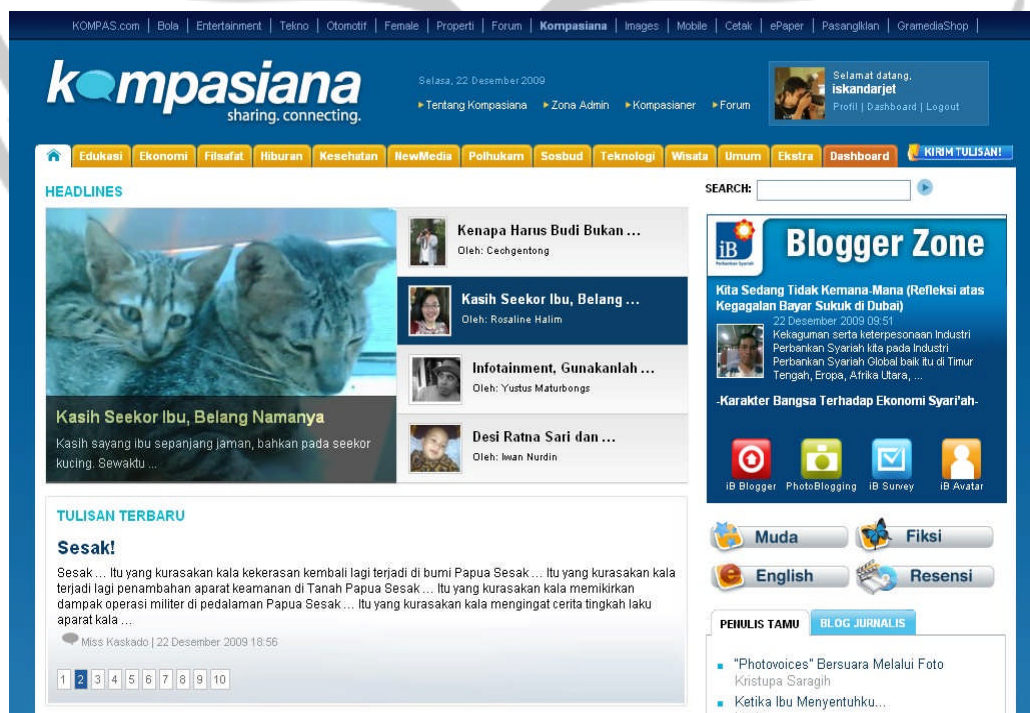 KOMPAS.com | Bola | Entertainment | Tekno | Otomotif | Female | Properti | Forum | Kompasiana | Images | Mobile | Cetak | ePaper | PasangIklan | GramediaShop |
kompasiana
sharing. connecting.
Selasa, 22 Desember 2009
Tentang Kompasiana Zona Admin Kompasianer Forum
Selamat datang,
iskandarjet
Profil | Dashboard | Logout
Edukasi Ekonomi Filsafat Hiburan Kesehatan NewMedia Polhukam Sosbud Teknologi Wisata Umum Ekstra Dashboard KIRIM TULISAN!
HEADLINES
Kasih Seekor Ibu, Belang Namanya
Kasih sayang ibu sepanjang jaman, bahkan pada seekor
kucing. Sewaktu ...
Kenapa Harus Budi Bukan ...
Oleh: Cechgentong
Kasih Seekor Ibu, Belang ...
Oleh: Rosaline Halim
Infotainment, Gunakanlah ...
Oleh: Yustus Maturbongs
Desi Ratna Sari dan ...
Oleh: Iwan Nurdin
TULISAN TERBARU
Sesak!
Sesak ... Itu yang kurasakan kala kekerasan kembali lagi terjadi di bumi Papua Sesak ... Itu yang kurasakan kala
terjadi lagi penambahan aparat keamanan di Tanah Papua Sesak ... Itu yang kurasakan kala memikirkan
dampak operasi militer di pedalaman Papua Sesak ... Itu yang kurasakan kala mengingat cerita tingkah laku
aparat kala ...
Miss Kaskado | 22 Desember 2009 18:56
1 2 3 4 5 6 7 8 9 10
SEARCH:
iB
Perbankan Syariah
Blogger Zone
Kita Sedang Tidak Kemana-Mana (Refleksi atas
Kegagalan Bayar Sukuk di Dubai)
22 Desember 2009 09:51
Kekaguman serta keterpesonaan Industri
Perbankan Syariah kita pada Industri
Perbankan Syariah Global baik itu di Timur
Tengah, Eropa, Afrika Utara, ...
-Karakter Bangsa Terhadap Ekonomi Syari'ah-
iB Blogger PhotoBlogging iB Survey iB Avatar
Muda Fiksi
English Resensi
PENULIS TAMU BLOG JURNALIS
"Photovoices" Bersuara Melalui Foto
Kristupa Saragih
Ketika Ibu Menyentuhku...